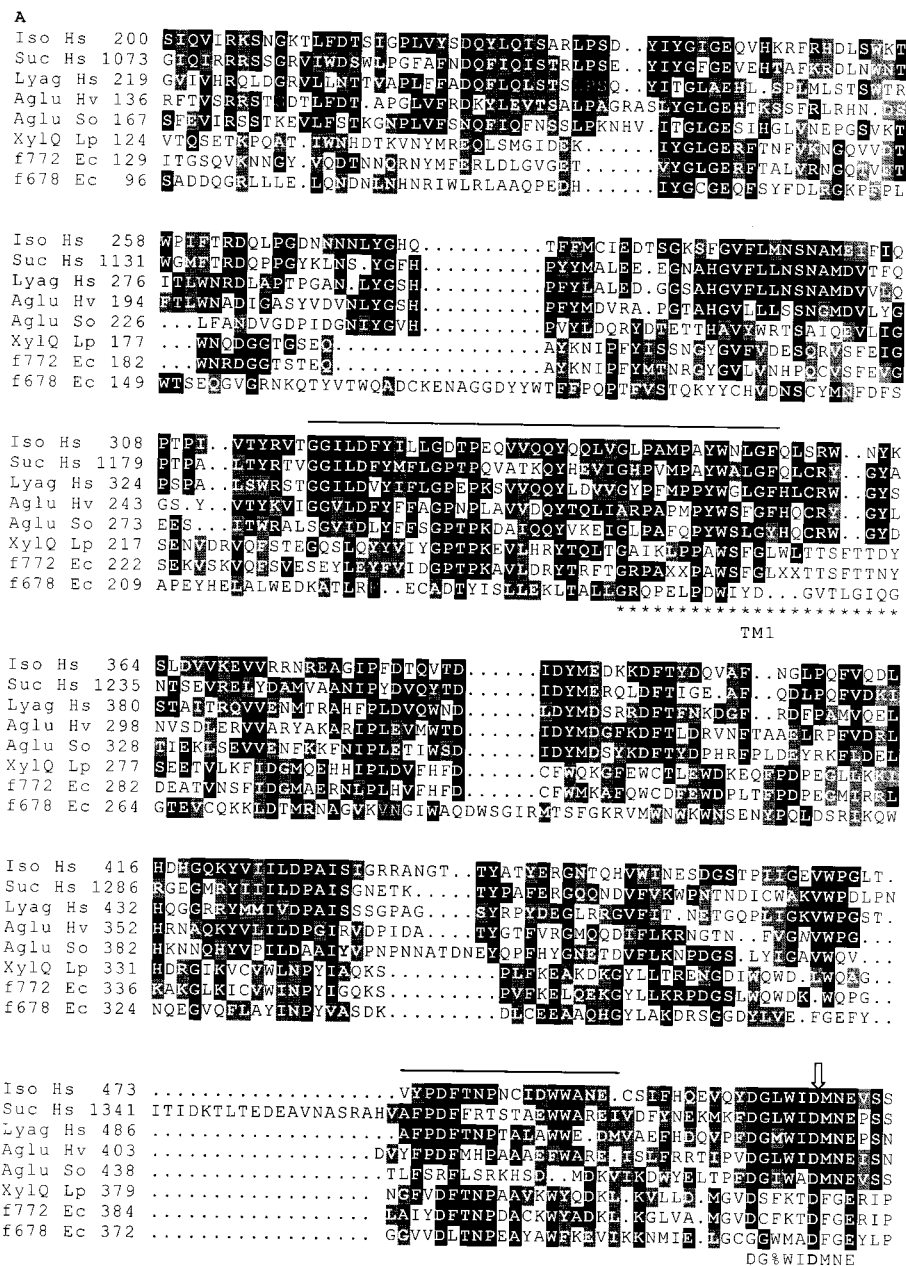 A
Iso Hs 200 SIQVIRKSNGKTLFDTSIGPLVYSDQYLQISARLPSD..YIYGIGEQVHKRFRHDLSWKT
Suc Hs 1073 GIQIRRRSSGRVIWDSWLPGFAFNDQFIQISTRLPSE..YIYGFGEVEHTAFKRDLNWNT
Lyag Hs 219 GVIVHRQLDGRVLLNTTVAPLFFADQFLQLSTSLPSQ..YITGLAEHL.SPLMLSTSWTR
Aglu Hv 136 RFTVSRRSTGDTLFDT.APGLVFRDKYLEVTSALPAGRASLYGLGEHTKSSFRLRHN.DS
Aglu So 167 SFEVIRSSTKEVLFSTKGNPLVFSNQFIQFNSSLPKNHV.ITGLGESIHGLVNEPGSVKT
XylQ Lp 124 VTQSETKPQAT.IWNHDTKVNYMREQLSMGIDEK......IYGLGERFTNFVKNGQVVDT
f772 Ec 129 ITGSQVKNNGY.VQDTNNQRNYMFERLDLGVGET......VYGLGERFTALVRNGQTVET
f678 Ec 96 SADDQGRLLLE.LQNDNLNHNRIWLRLAAQPEDH......IYGCGEQFSYFDLRGKPFPL
Iso Hs 258 WPIFTRDQLPGDNNNNLYGHQ..........TFFMCIEDTSGKSFGVFLMNSNAMEIFIQ
Suc Hs 1131 WGMFTRDQPPGYKLNS.YGFH..........PYYMALEE.EGNAHGVFLLNSNAMDVTFQ
Lyag Hs 276 ITLWNRDLAPTPGAN.LYGSH..........PFYLALED.GGSAHGVFLLNSNAMDVVLQ
Aglu Hv 194 FTLWNADIGASYVDVNLYGSH..........PFYMDVRA.PGTAHGVLLLSSNGMDVLYG
Aglu So 226 ...LFANDVGDPIDGNIYGVH..........PVYLDQRYDTETTHAVYWRTSAIQEVLIG
XylQ Lp 177 ...WNQDGGTGSEQ.................AYKNIPFYISSNGYGVFVDESQRVSFEIG
f772 Ec 182 ...WNRDGGTSTEQ.................AYKNIPFYMTNRGYGVLVNHPQCVSFEVG
f678 Ec 149 WTSEQGVGRNKQTYVTWQADCKENAGGDYYWTFFPQPTFVSTQKYYCHVDNSCYMNFDFS
Iso Hs 308 PTPI...VTYRVTGGILDFYILLGDTPEQVVQQYQQLVGLPAMPAYWNLGFQLSRW..NYK
Suc Hs 1179 PTPA...LTYRTVGGILDFYMFLGPTPQVATKQYHEVIGHPVMPAYWALGFQLCRY..GYA
Lyag Hs 324 PSPA...LSWRSTGGILDVYIFLGPEPKSVVQQYLDVVGYPFMPPYWGLGFHLCRW..GYS
Aglu Hv 243 GS.Y...VTYKVIGGVLDFYFFAGPNPLAVVDQYTQLIARPAPMPYWSFGFHQCRY..GYL
Aglu So 273 EES....ITWRALSGVIDLYFFSGPTPKDAIQQYVKEIGLPAFQPYWSLGYHQCRW..GYD
XylQ Lp 217 SENVDRVQFSTEGQSLQYYVIYGPTPKEVLHRYTQLTGAIKLPPAWSFGLWLTTSFTTDY
f772 Ec 222 SEKVSKVQFSVESEYLEYFVIDGPTPKAVLDRYTRFTGRPAXXPAWSFGLXXTTSFTTNY
f678 Ec 209 APEYHELALWEDKATLRF..ECADTYISLLEKLTALLGRQPELPDWIYD...GVTLGIQG
* * * * * * * * * * * * * * * * * *
TM1
Iso Hs 364 SLDVVKEVVRRNREAGIPFDTQVTD......IDYMEDKKDFTYDQVAF..NGLPQFVQDL
Suc Hs 1235 NTSEVRELYDAMVAANIPYDVQYTD......IDYMERQLDFTIGE.AF..QDLPQFVDKI
Lyag Hs 380 STAITRQVVENMTRAHFPLDVQWND......LDYMDSRRDFTFNKDGF..RDFPAMVQEL
Aglu Hv 298 NVSDLERVVARYAKARIPLEVMWTD......IDYMDGFKDFTLDRVNFTAAELRPFVDRL
Aglu So 328 TIEKLSEVVENFKKFNIPLETIWSD......IDYMDSYKDFTYDPHRFPLDEYRKFLDEL
XylQ Lp 277 SEETVLKFIDGMQEHHIPLDVFHFD......CFWQKGFEWCTLEWDKEQFPDPEGLLKKL
f772 Ec 282 DEATVNSFIDGMAERNLPLHVFHFD......CFWMKAFQWCDFEWDPLTFPDPEGMIRRL
f678 Ec 264 GTEVCQKKLDTMRNAGVKVNGIWAQDWSGIRMTSFGKRVMWNWKWNSENYPQLDSRIKQW
Iso Hs 416 HDHGQKYVIILDPAISIGRRANGT...TYATYERGNTQHVWINESDGSTPIIGEVWPGLT.
Suc Hs 1286 RGEGMRYIIILDPAISGNETK......TYPAFERGQQNDVFVKWPNTNDICWAKVWPDLPN
Lyag Hs 432 HQGGRRYMMIVDPAISSSGPAG.....SYRPYDEGLRRGVFIT.NETGQPLIGKVWPGST.
Aglu Hv 352 HRNAQKYVLILDPGIRVDPIDA.....TYGTFVRGMQQDIFLKRNGTN..FVGNVWPG...
Aglu So 382 HKNNQHYVPILDAAIYVPNPNNATDNEYQPFHYGNETDVFLKNPDGS.LYIGAVWQV..
XylQ Lp 331 HDRGIKVCVWLNPYIAQKS........PLFKEAKDKGYLLTRENGDIWQWD.LWQAG..
f772 Ec 336 KAKGLKICVWINPYIGQKS........PVFKELQEKGYLLKRPDGSLWQWDK.WQPG..
f678 Ec 324 NQEGVQFLAYINPYVASDK........DLCEEAAQHGYLAKDRSGGDYLVE.FGEFY..
Iso Hs 473 ..........................VYPDFTNPNCIDWWANE.CSIFHQEVQYDGLWIDMNEVSS
Suc Hs 1341 ITIDKTLTEDEAVNASRAHVAFPDFFRTSTAEWWAREIVDFYNEKMKFDGLWIDMNEPSS
Lyag Hs 486 ..........................AFPDFTNPTALAWWE.DMVAEFHDQVPFDGMWIDMNEPSN
Aglu Hv 403 ........................DVYFPDFMHPAAAEFWARE.ISLFRRTIPVDGLWIDMNEISN
Aglu So 438 .........................TLFSRFLSRKHSD..MDKVIKDWYELTPFDGIWADMNEVSS
XylQ Lp 379 .........................NGFVDFTNPAAVKWYQDKL.KVLLDQ.MGVDSFKTDFGERIP
f772 Ec 384 .........................LAIYDFTNPDACKWYADKL.KGLVA.MGVDCFKTDFGERIP
f678 Ec 372 .........................GGVVDLTNPEAYAWFKEVIKKNMIE.LGCGGWMADFGEYLP
DG%WIDMNE